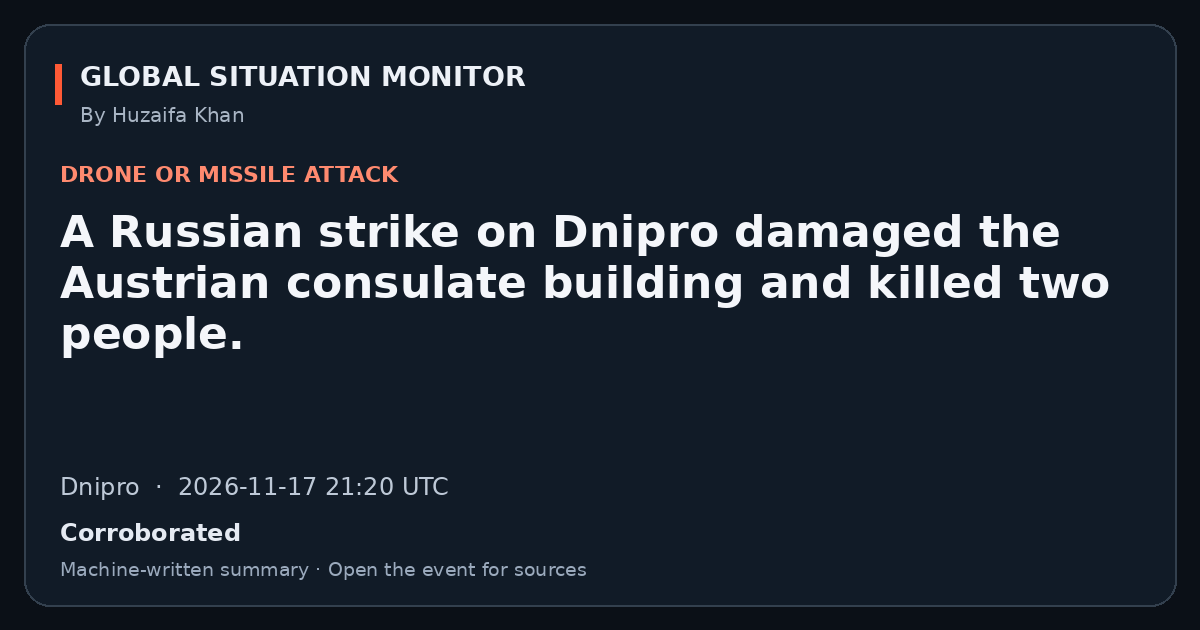 GLOBAL SITUATION MONITOR
By Huzaifa Khan
DRONE OR MISSILE ATTACK
A Russian strike on Dnipro damaged the
Austrian consulate building and killed two
people.
Dnipro · 2026-11-17 21:20 UTC
Corroborated
Machine-written summary · Open the event for sources